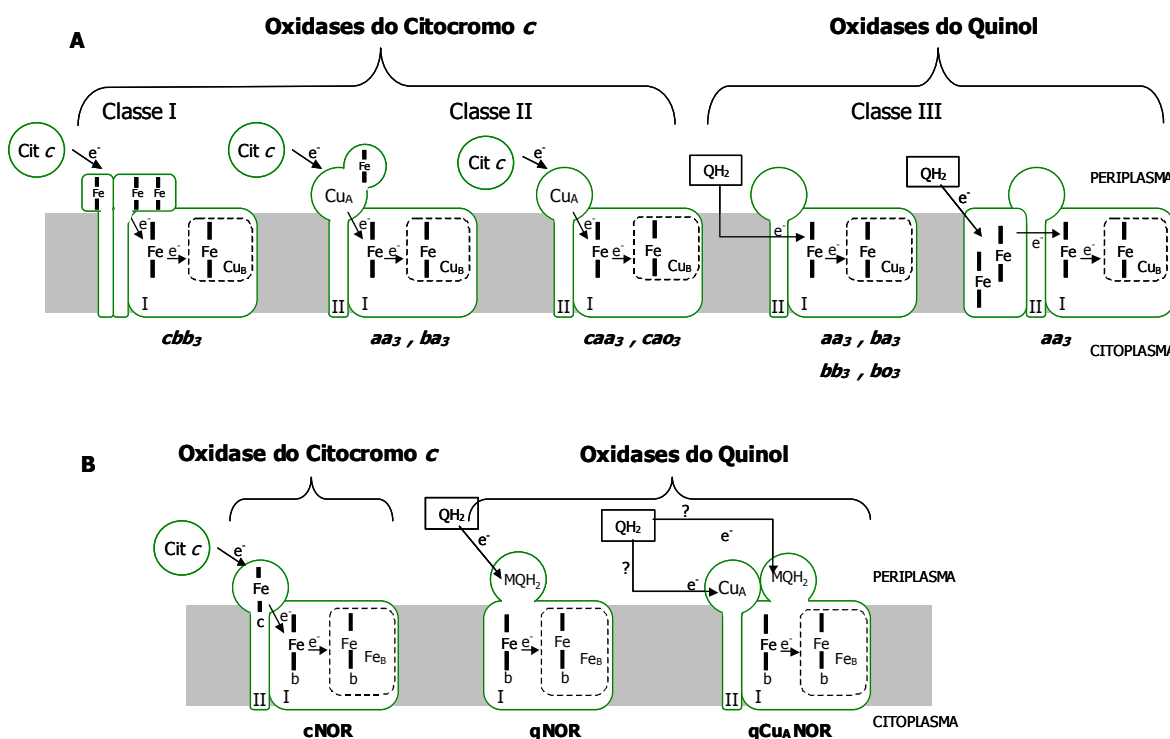 A
Oxidases do Citocromo c
Oxidases do Quinol
Classe I
Classe II
Classe III
Cit c
e-
Fe
Fe Fe
e-
Fe e- Fe
CuB
I
cbb3
Cit c
e-
Fe
CuA
e-
Fe e- Fe
CuB
II I
aa3 , ba3
Cit c
e-
CuA
e-
Fe e- Fe
CuB
II I
caa3 , cao3
QH2
e-
Fe e- Fe
CuB
II I
aa3 , ba3
bb3 , bo3
QH2
e-
Fe
Fe
e-
Fe e- Fe
CuB
II I
aa3
PERIPLASMA
CITOPLASMA
B
Oxidase do Citocromo c
Oxidases do Quinol
Cit c
e-
Fe
c
e-
Fe e- Fe
FeB
b b
II I
cNOR
QH2
e-
MQH2
Fe e- Fe
FeB
b b
I
qNOR
QH2
?
e-
?
e-
CuA
MQH2
Fe e- Fe
FeB
b b
II I
qCuANOR
PERIPLASMA
CITOPLASMA